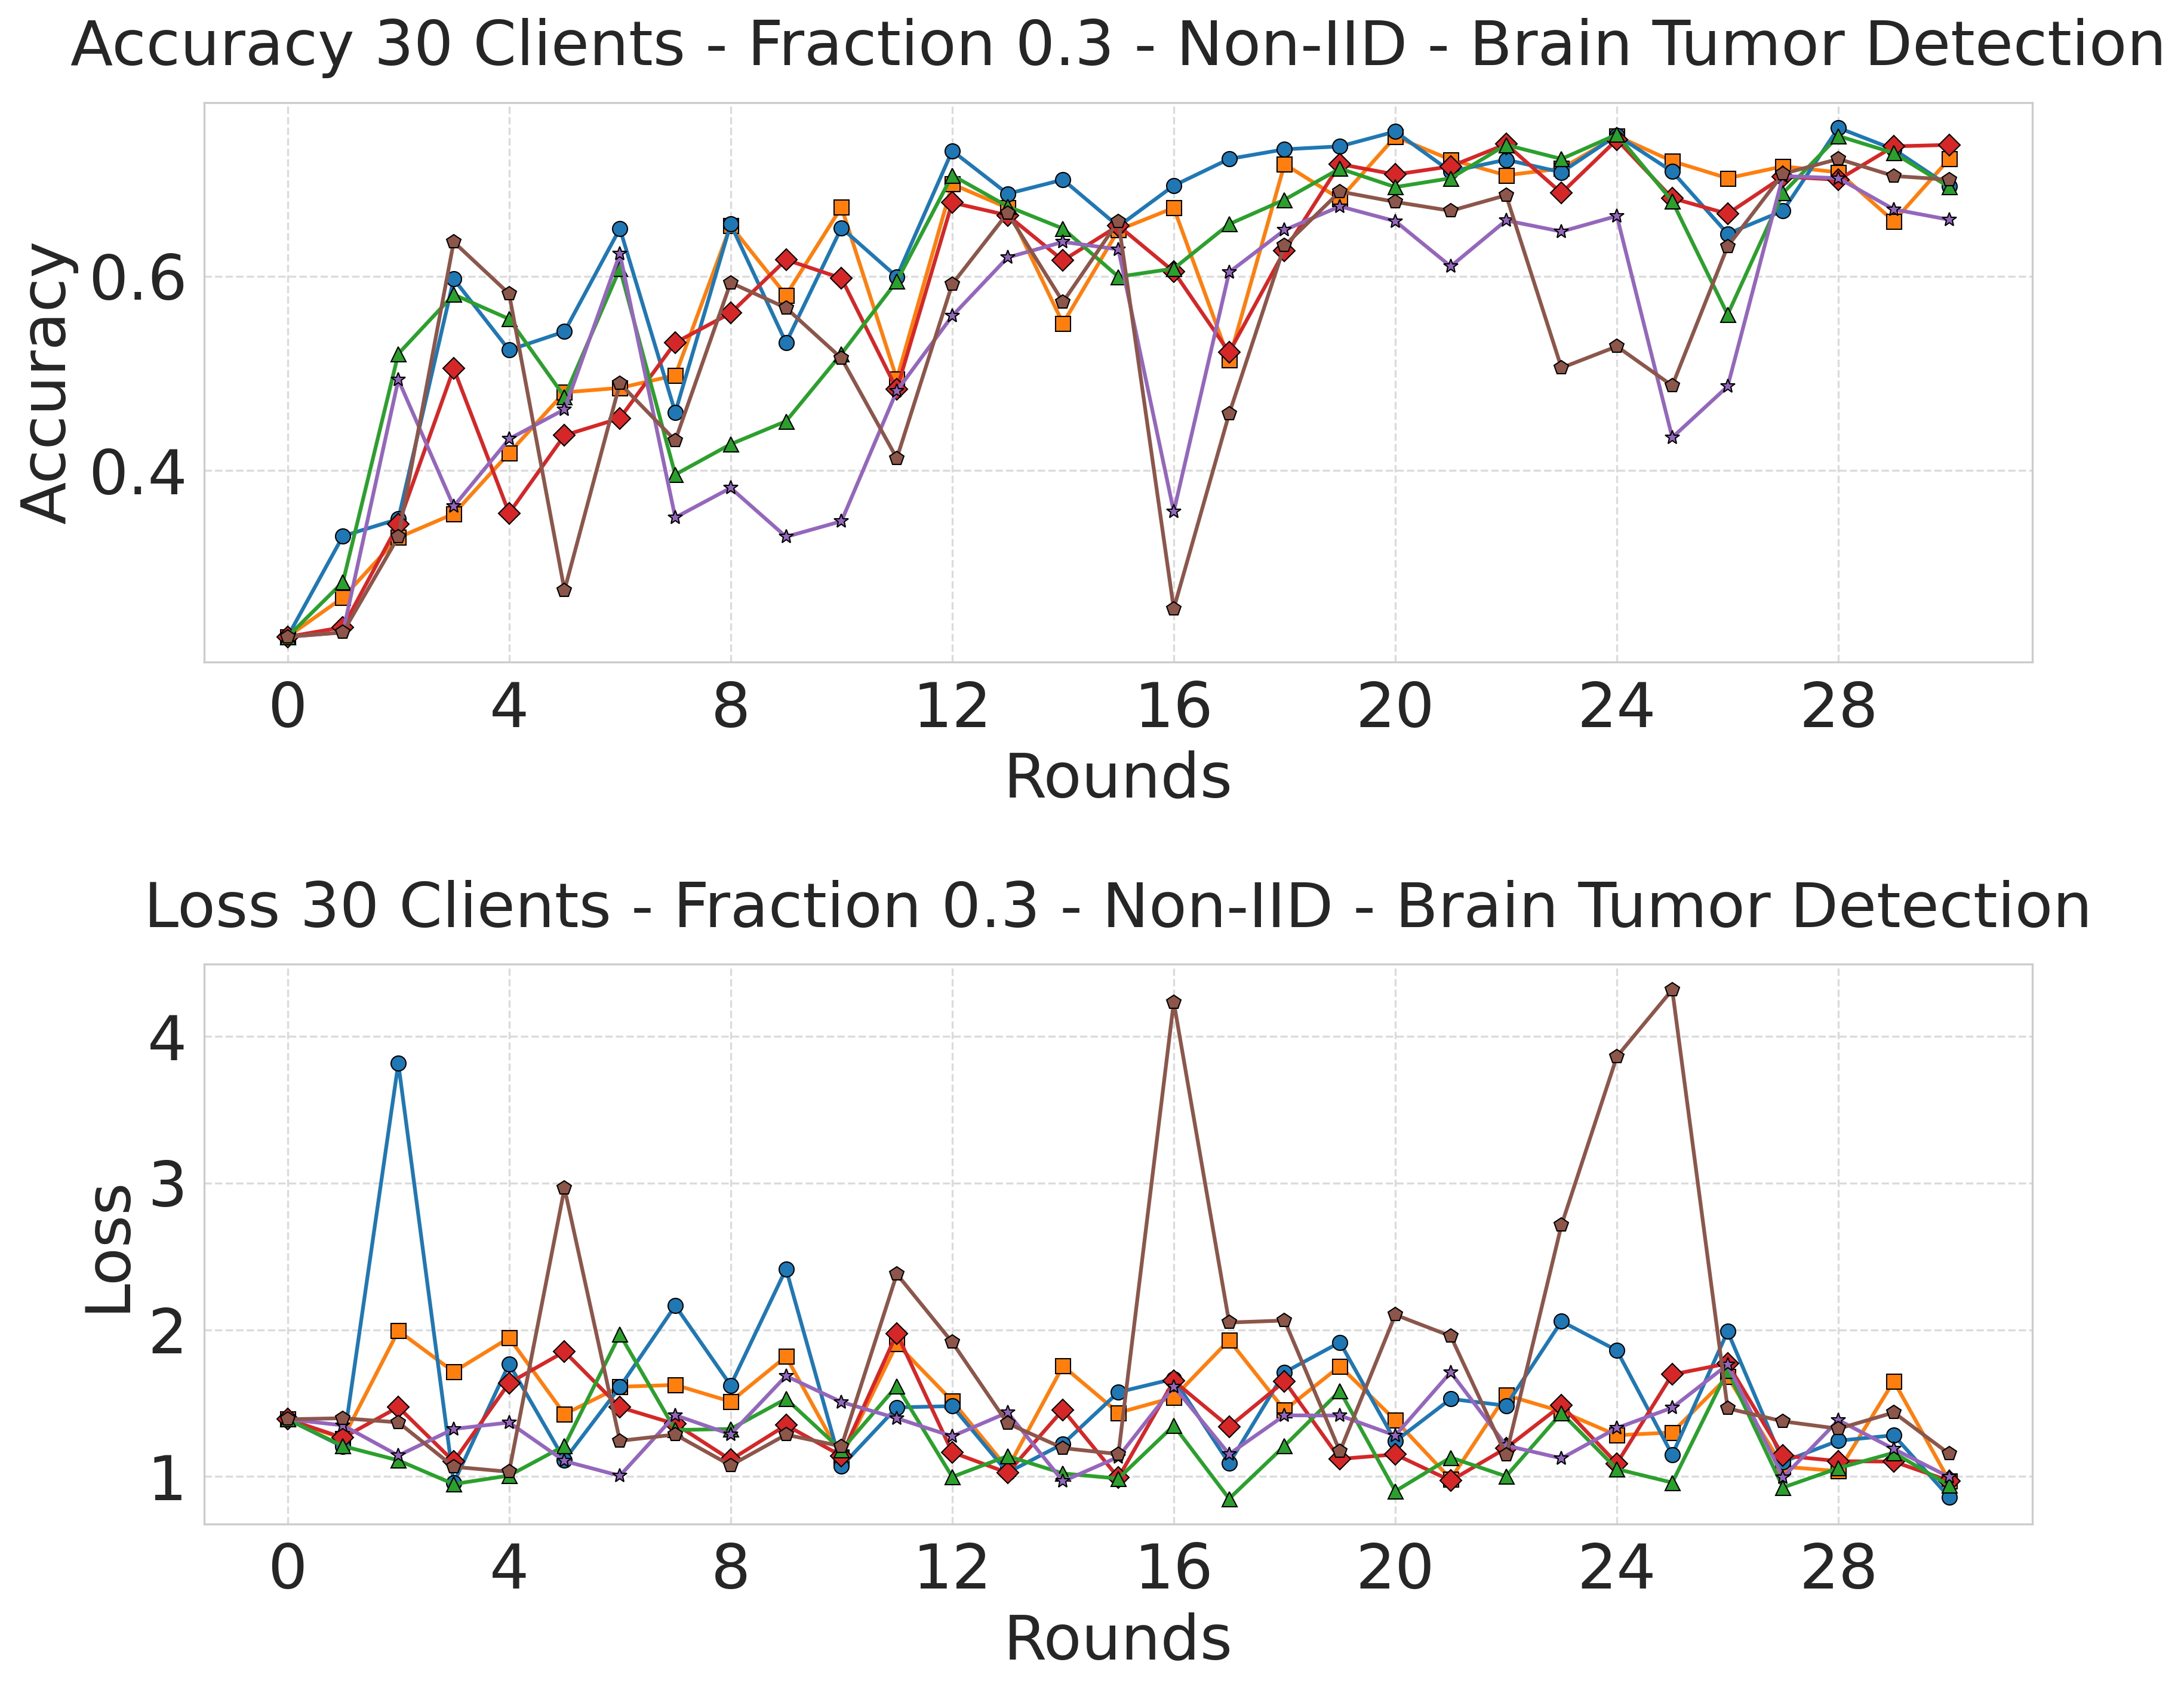 Accuracy 30 Clients - Fraction 0.3 - Non-IID - Brain Tumor Detection
Accuracy
0.6
0.4
0 4 8 12 16 20 24 28
Rounds
Loss 30 Clients - Fraction 0.3 - Non-IID - Brain Tumor Detection
Loss
4
3
2
1
0 4 8 12 16 20 24 28
Rounds